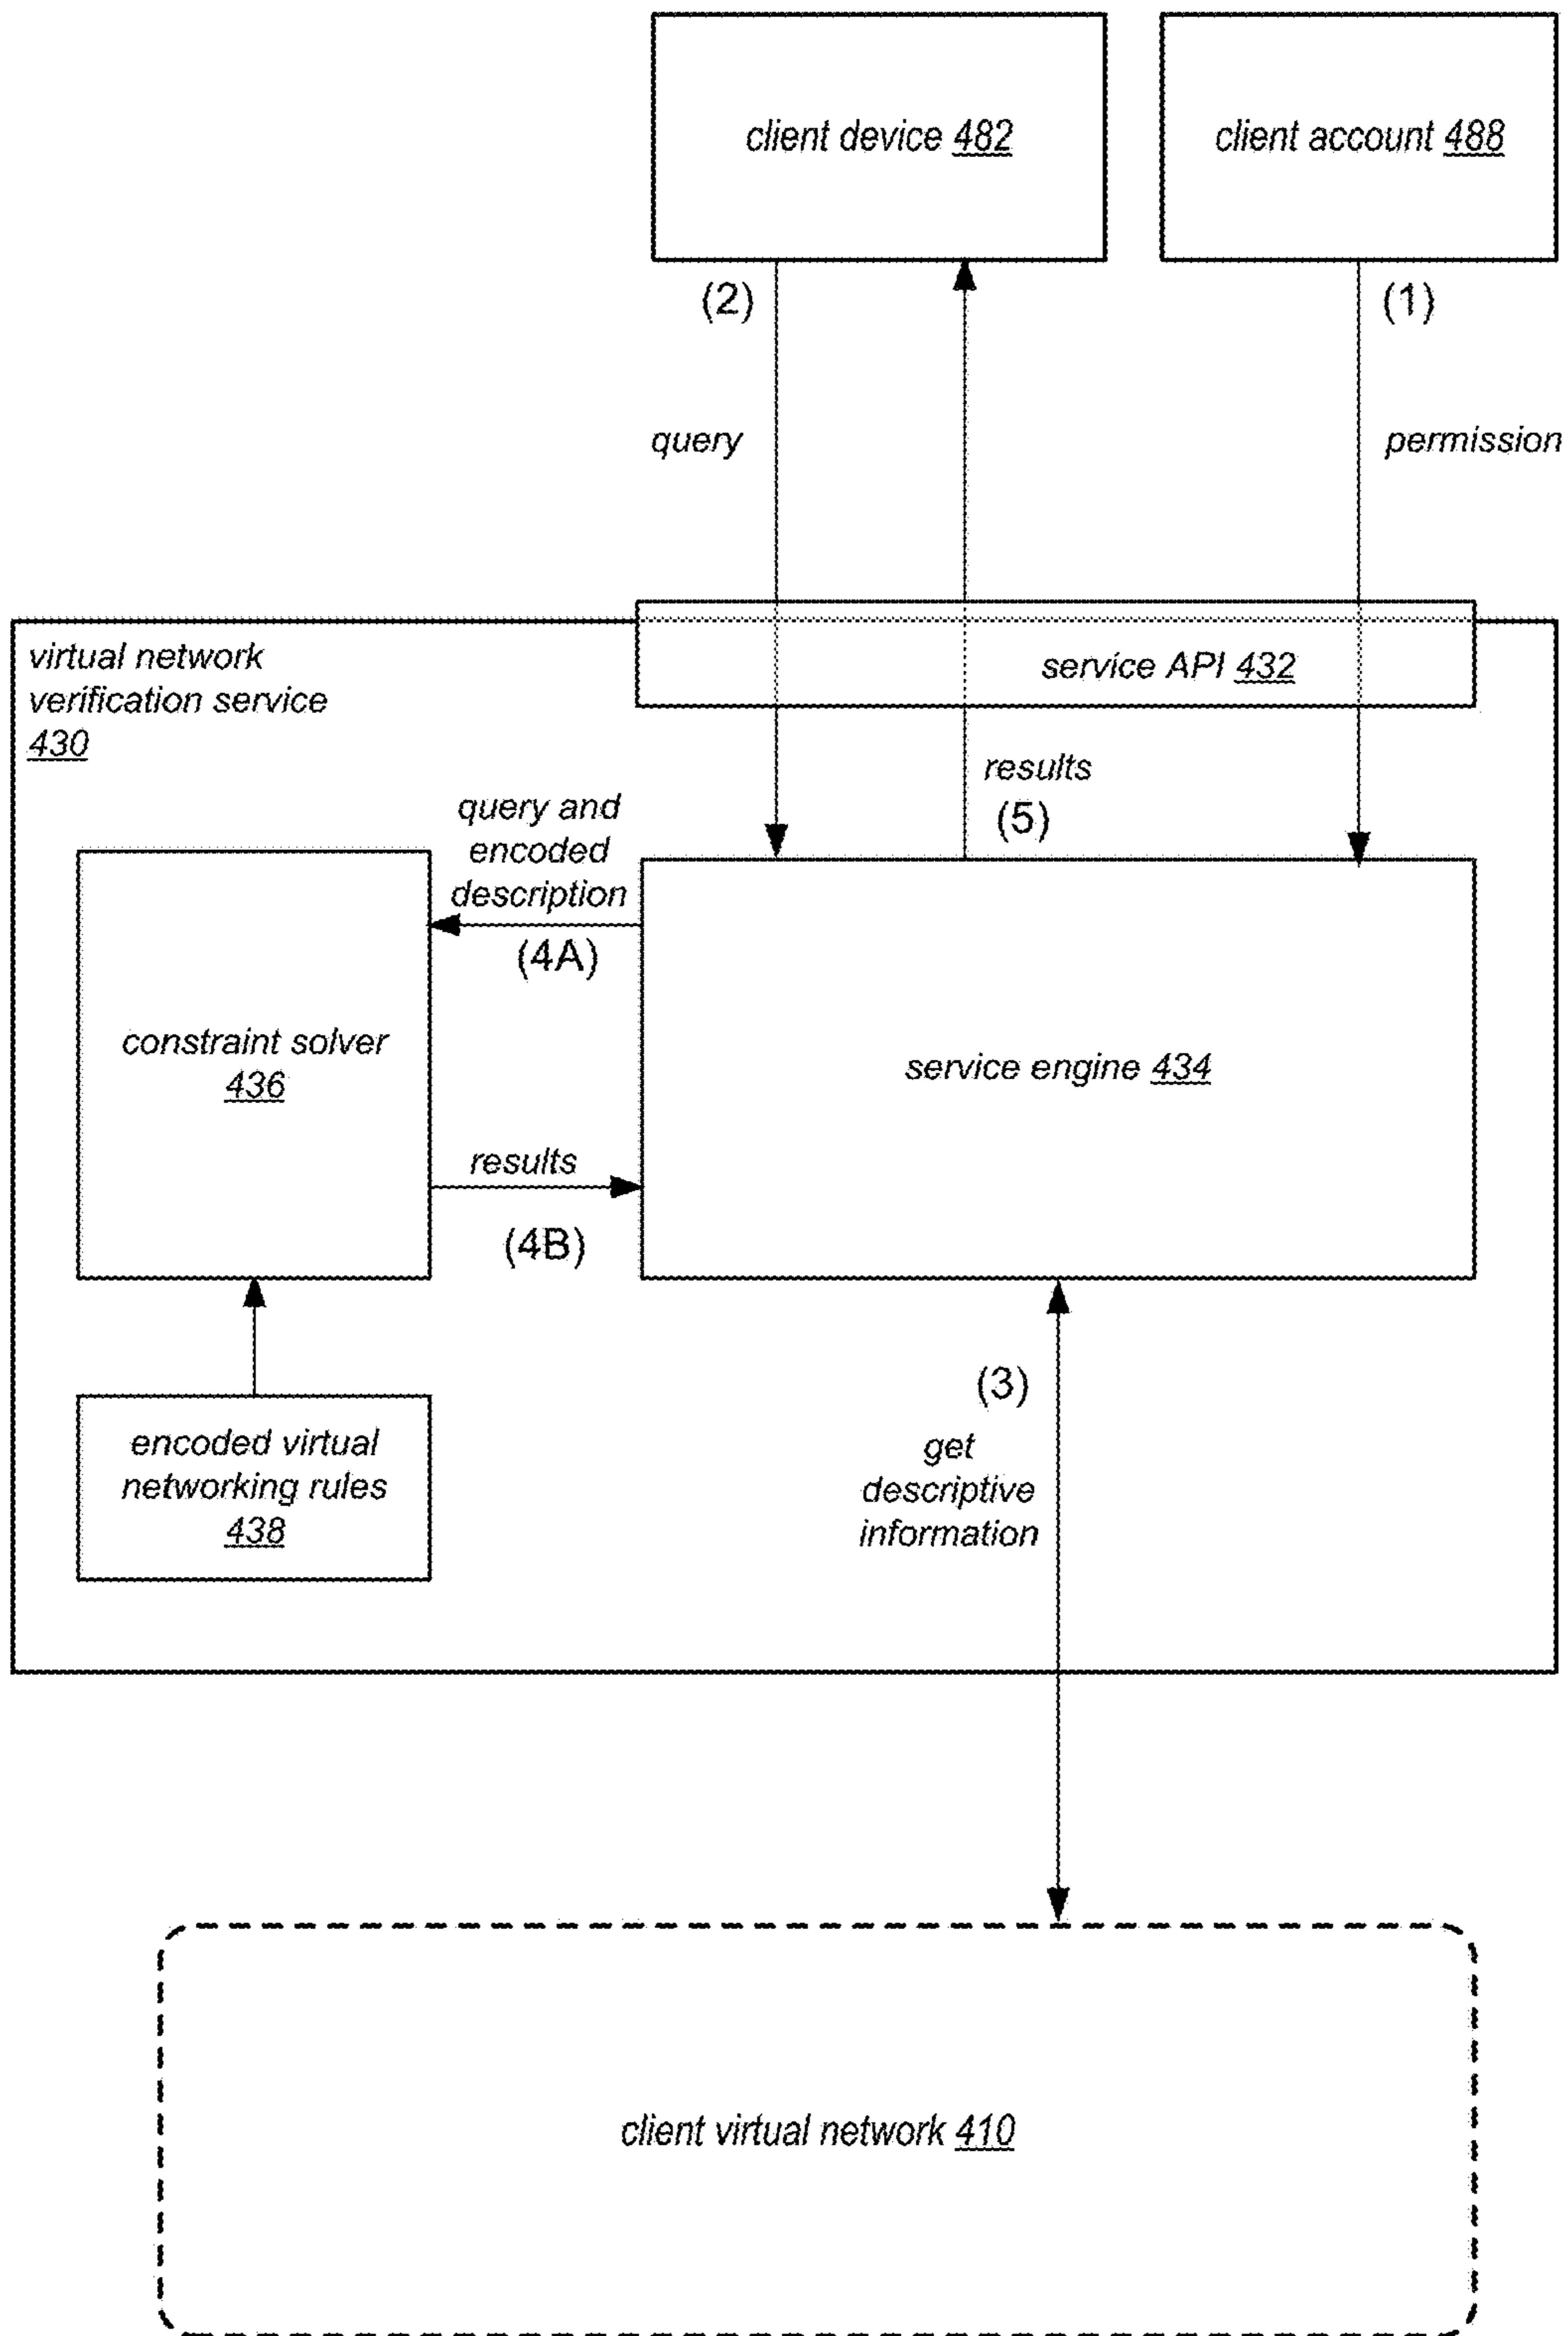 client device 482
client account 488
(2)
(1)
query
permission
virtual network
verification service
430
service API 432
results
(5)
query and
encoded
description
(4A)
constraint solver
436
service engine 434
results
(4B)
(3)
get
descriptive
information
encoded virtual
networking rules
438
client virtual network 410